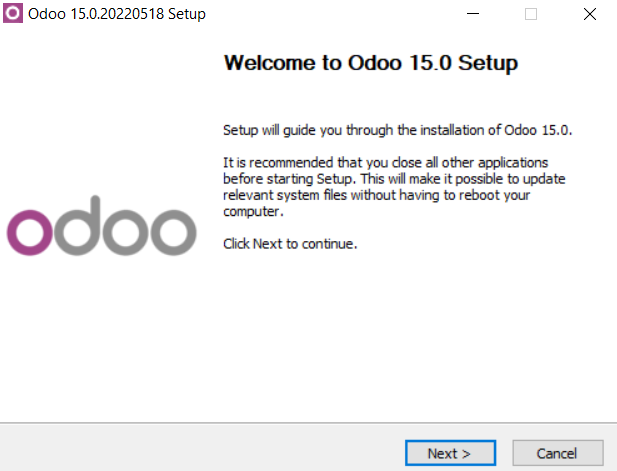 Odoo 15.0.20220518 Setup
Welcome to Odoo 15.0 Setup
Setup will guide you through the installation of Odoo 15.0.
It is recommended that you close all other applications
before starting Setup. This will make it possible to update
relevant system files without having to reboot your
computer.
Click Next to continue.
odoo
Next >
Cancel